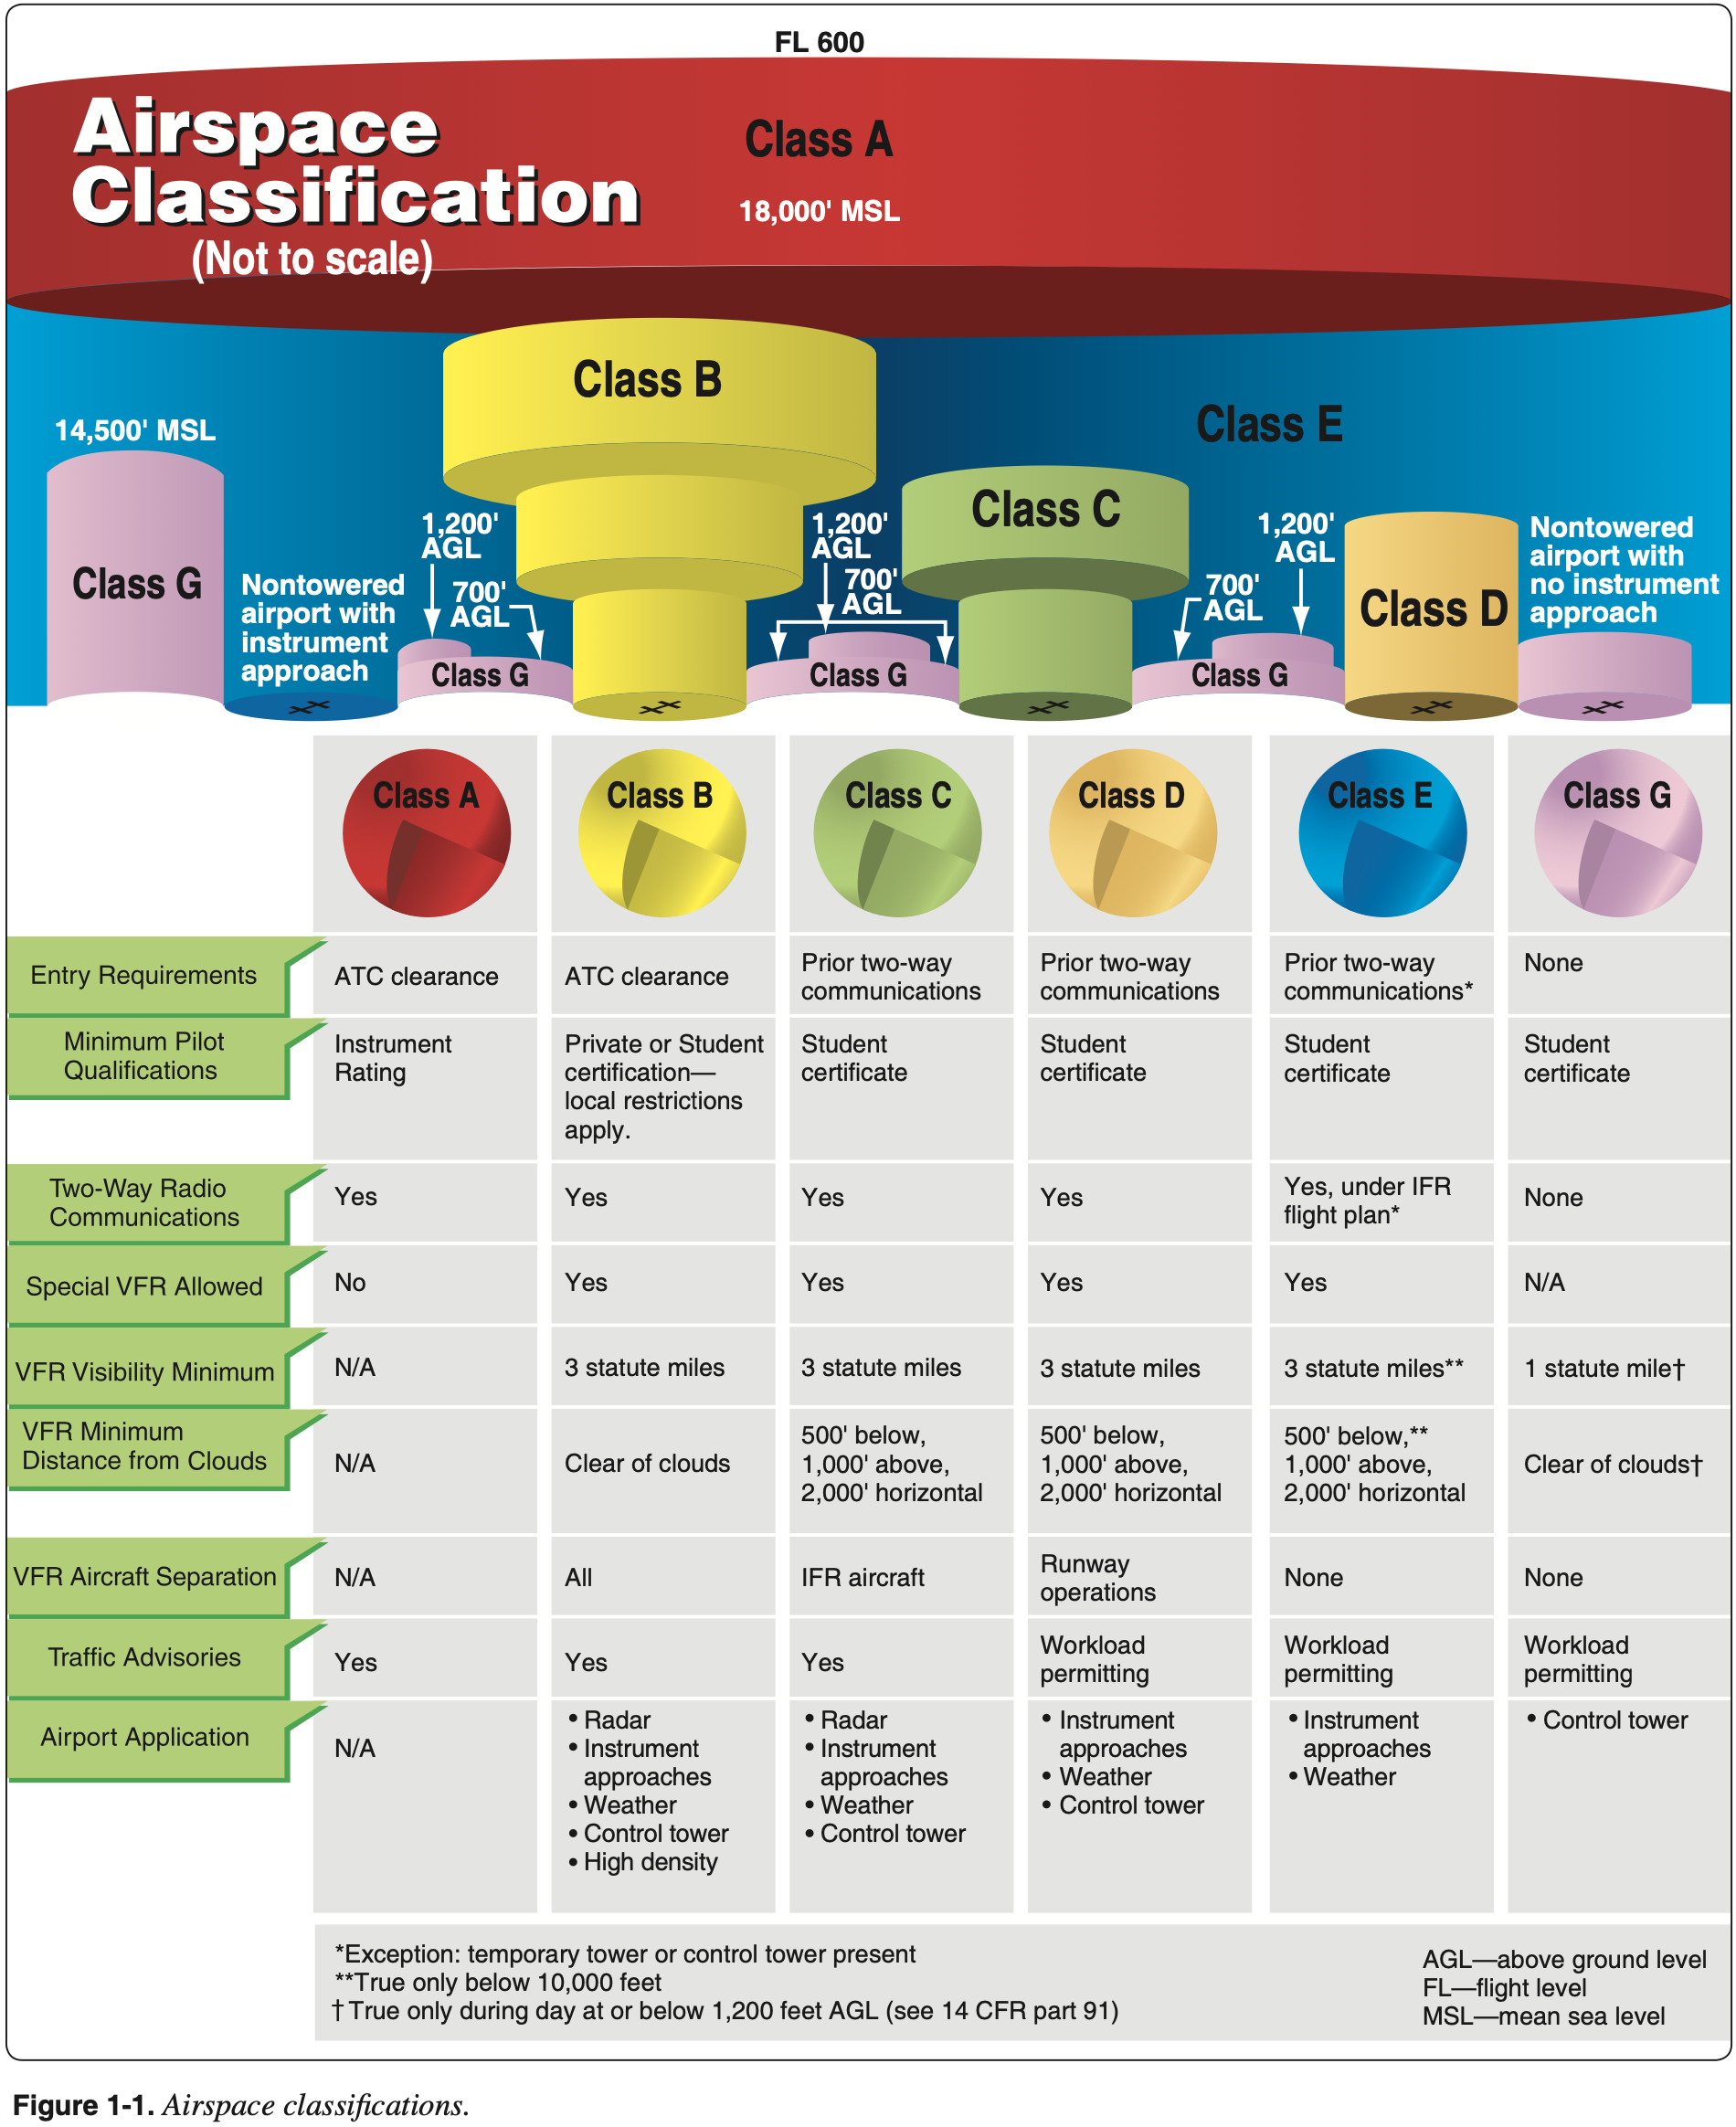 FL 600
Airspace
Classification
(Not to scale)
Class A
18,000' MSL
Class B
Class E
14,500' MSL
Class G
Nontowered
airport with
instrument
approach
1,200'
AGL
700'
AGL
Class G
1,200'
AGL
700'
AGL
Class G
Class C
1,200'
AGL
700'
AGL
Class G
Class D
Nontowered
airport with
no instrument
approach
Class A
Class B
Class C
Class D
Class E
Class G
Entry Requirements
ATC clearance
ATC clearance
Prior two-way
communications
Prior two-way
communications
Prior two-way
communications*
None
Minimum Pilot
Qualifications
Instrument
Rating
Private or Student
certification—
local restrictions
apply.
Student
certificate
Student
certificate
Student
certificate
Student
certificate
Two-Way Radio
Communications
Yes
Yes
Yes
Yes
Yes, under IFR
flight plan*
None
Special VFR Allowed
No
Yes
Yes
Yes
Yes
N/A
VFR Visibility Minimum
N/A
3 statute miles
3 statute miles
3 statute miles
3 statute miles**
1 statute mile†
VFR Minimum
Distance from Clouds
N/A
Clear of clouds
500' below,
1,000' above,
2,000' horizontal
500' below,
1,000' above,
2,000' horizontal
500' below,**
1,000' above,
2,000' horizontal
Clear of clouds†
VFR Aircraft Separation
N/A
All
IFR aircraft
Runway
operations
None
None
Traffic Advisories
Yes
Yes
Yes
Workload
permitting
Workload
permitting
Workload
permitting
Airport Application
N/A
• Radar
• Instrument
approaches
• Weather
• Control tower
• High density
• Radar
• Instrument
approaches
• Weather
• Control tower
• Instrument
approaches
• Weather
• Control tower
• Instrument
approaches
• Weather
• Control tower
*Exception: temporary tower or control tower present
**True only below 10,000 feet
† True only during day at or below 1,200 feet AGL (see 14 CFR part 91)
AGL—above ground level
FL—flight level
MSL—mean sea level
Figure 1-1. Airspace classifications.